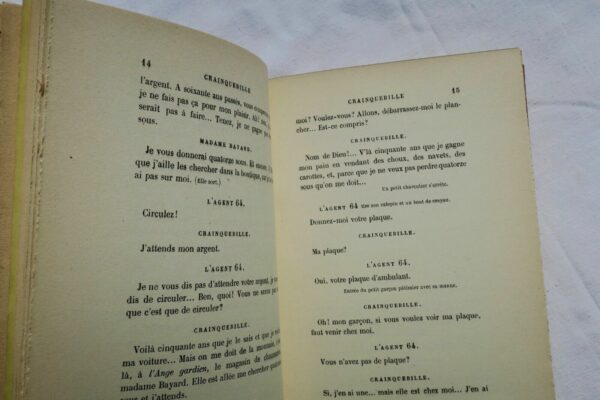 14
CRAINQUEBILLE
l'argent. A soixante ans passés, vous
je ne fais pas ça pour mon plaisir. Ah!
serait pas à faire... Tenez, je ne gagne pas
sous.
MADAME BAYARD.
Je vous donnerai quatorze sous. Et encore,
que j'aille les chercher dans la boutique, car je
ai pas sur moi. (Elle sort.)
L'AGENT 64.
Circulez!
CRAINQUEBILLE.
J'attends mon argent.
L'AGENT 64.
Je ne vous dis pas d'attendre votre argent, je
dis de circuler... Ben, quoi! Vous ne savez pas
que c'est que de circuler?
CRAINQUEBILLE.
Voilà cinquante ans que je le sais et que
ma voiture... Mais on me doit de la monnaie,
là, à l'Ange gardien, le magasin de
madame Bayard. Elle est allée me chercher
et j'attends.
CRAINQUEBILLE
15
moi? Voulez-vous? Allons, débarrassez-moi le plan-
cher... Est-ce compris?
CRAINQUEBILLE.
Nom de Dieu!... V'là cinquante ans que je gagne
mon pain en vendant des choux, des navets, des
carottes, et, parce que je ne veux pas perdre quatorze
sous qu'on me doit...
Un petit charcutier s'arrête.
L'AGENT 64 tire son calepin et un bout de crayon.
Donnez-moi votre plaque.
CRAINQUEBILLE.
Ma plaque?
L'AGENT 64.
Oui, votre plaque d'ambulant.
Entrée du petit garçon pâtissier avec sa manne.
CRAINQUEBILLE.
Oh! mon garçon, si vous voulez voir ma plaque,
faut venir chez moi.
L'AGENT 64.
Vous n'avez pas de plaque?
CRAINQUEBILLE.
Si, j'en ai une... mais elle est chez moi... J'en ai